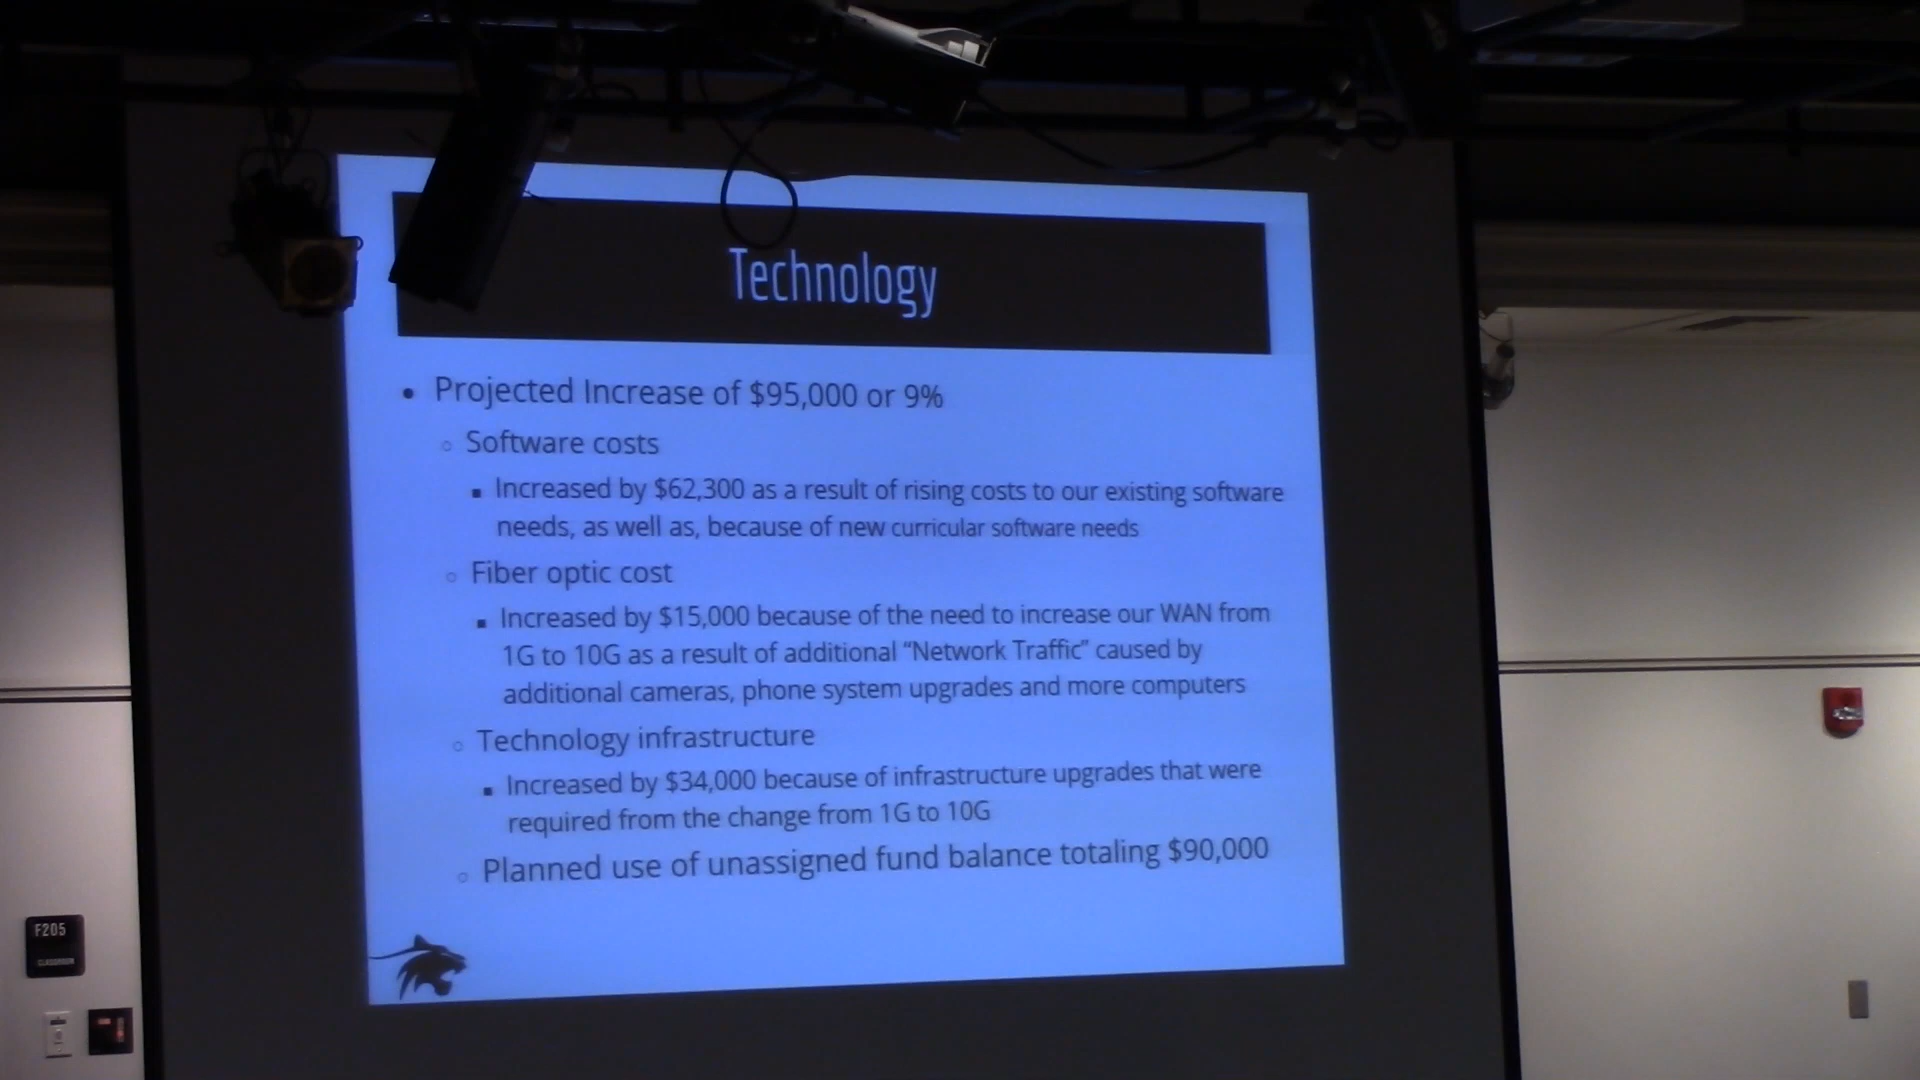 Technology
• Projected Increase of $95,000 or 9%
○ Software costs
▪ Increased by $62,300 as a result of rising costs to our existing software
needs, as well as, because of new curricular software needs
○ Fiber optic cost
▪ Increased by $15,000 because of the need to increase our WAN from
1G to 10G as a result of additional “Network Traffic” caused by
additional cameras, phone system upgrades and more computers
○ Technology infrastructure
▪ Increased by $34,000 because of infrastructure upgrades that were
required from the change from 1G to 10G
○ Planned use of unassigned fund balance totaling $90,000
F205
CLASSROOM